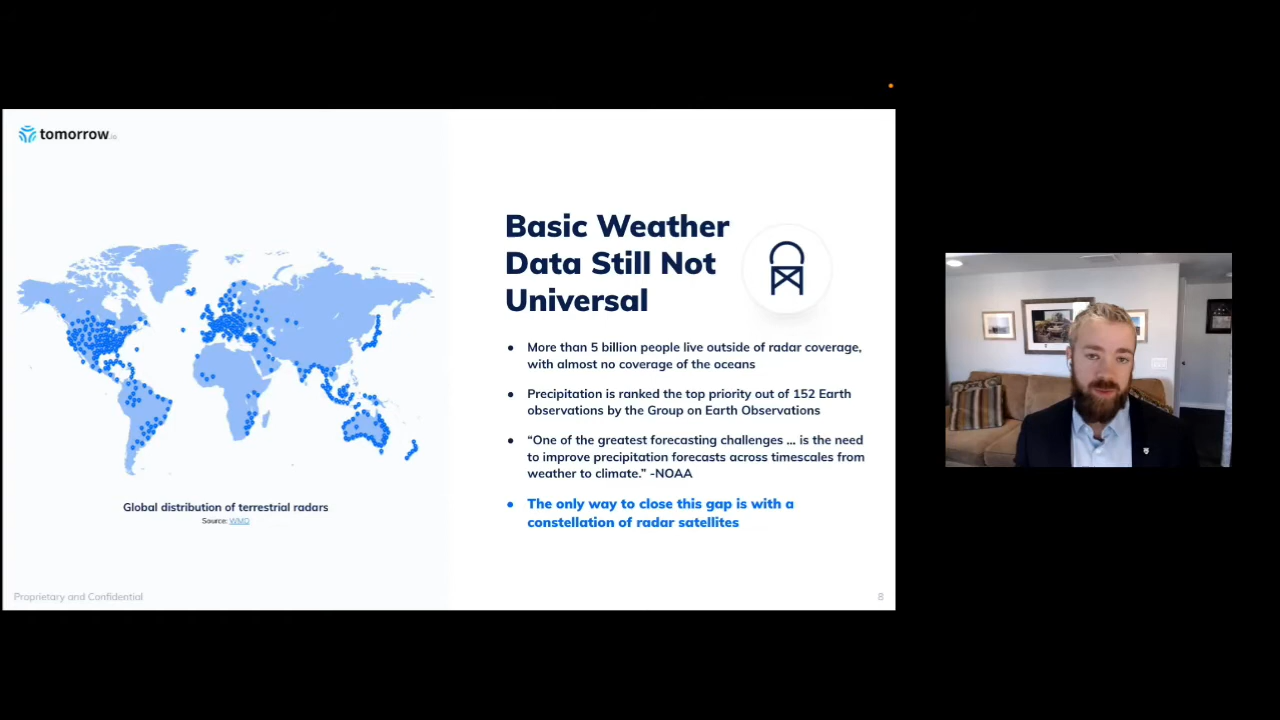 tomorrow.io
Basic Weather
Data Still Not
Universal
• More than 5 billion people live outside of radar coverage,
with almost no coverage of the oceans
• Precipitation is ranked the top priority out of 152 Earth
observations by the Group on Earth Observations
• “One of the greatest forecasting challenges ... is the need
to improve precipitation forecasts across timescales from
weather to climate.” -NOAA
• The only way to close this gap is with a
constellation of radar satellites
Global distribution of terrestrial radars
Source: WMO
Proprietary and Confidential
8